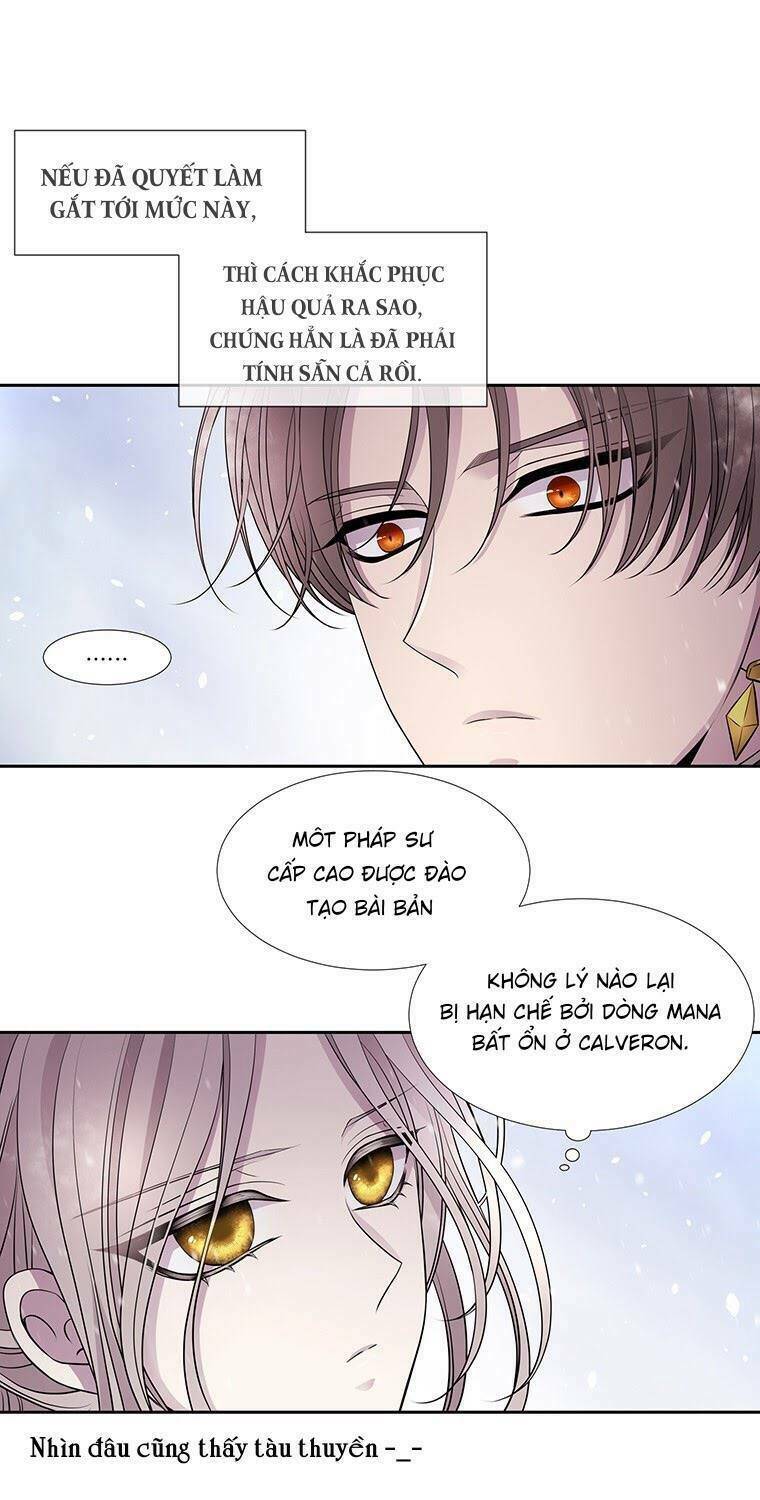 NẾU ĐÃ QUYẾT LÀM
GẮT TỚI MỨC NÀY,
THÌ CÁCH KHẮC PHỤC
HẬU QUẢ RA SAO,
CHÚNG HẲN LÀ ĐÃ PHẢI
TÍNH SẴN CẢ RỒI.
......
MÔT PHÁP SƯ
CẤP CAO ĐƯỢC ĐÀO
TẠO BÀI BẢN
KHÔNG LÝ NÀO LẠI
BỊ HẠN CHẾ BỞI DÒNG MANA
BẤT ỔN Ở CALVERON.
Nhìn đâu cũng thấy tàu thuyền -_-